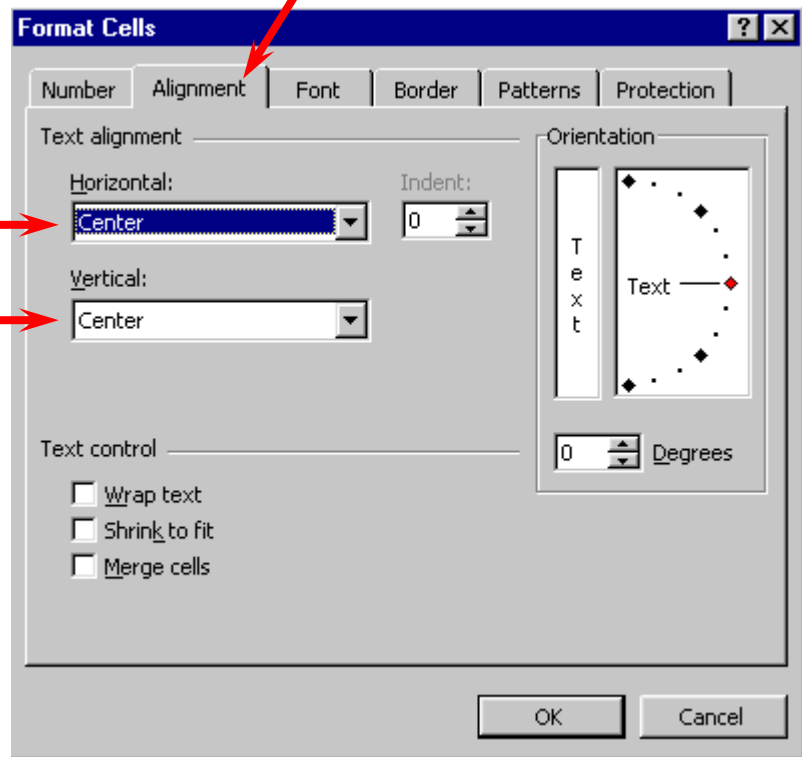 Format Cells
Number Alignment Font Border Patterns Protection
Text alignment
Horizontal:
Center
Indent:
0
Vertical:
Center
Orientation
T
e
x
t
Text
0 Degrees
Text control
Wrap text
Shrink to fit
Merge cells
OK Cancel